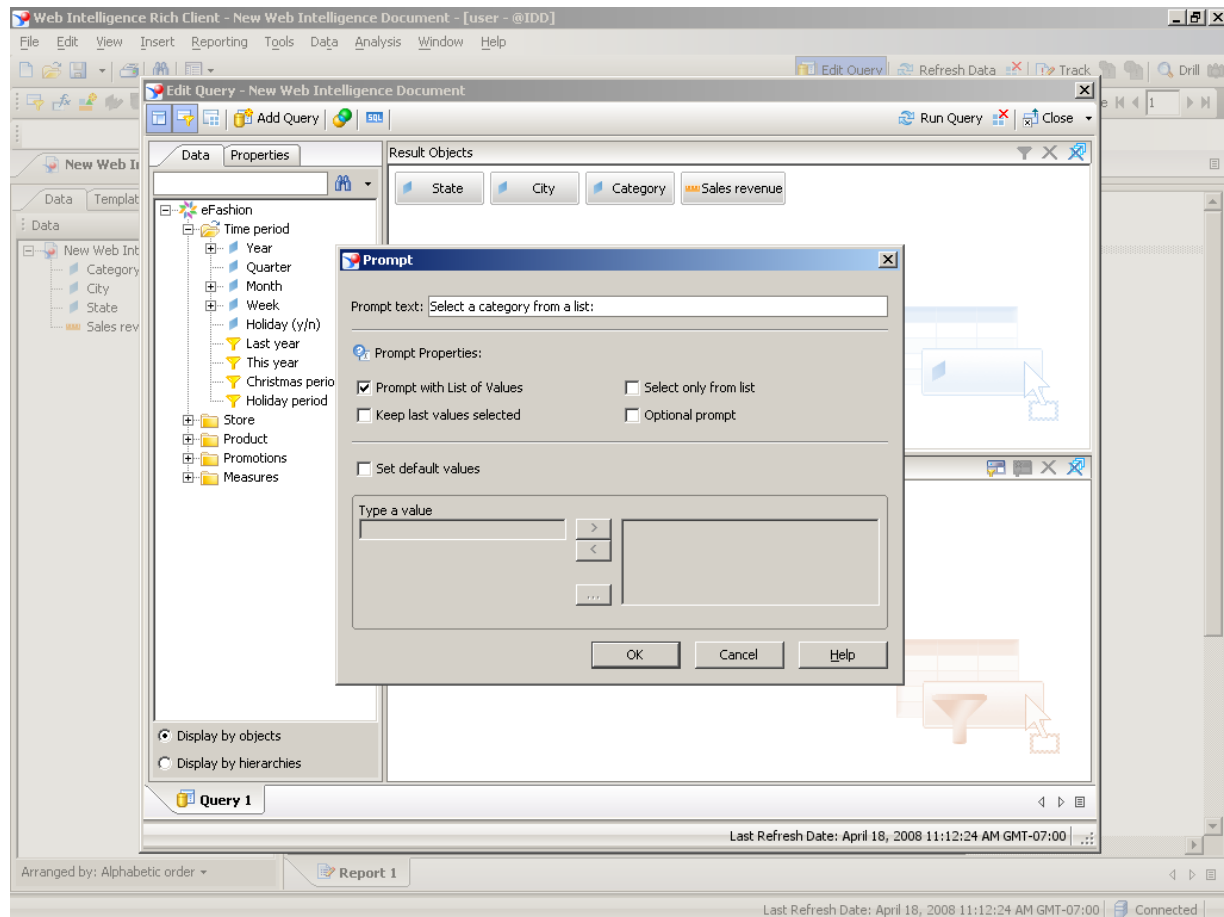 Web Intelligence Rich Client - New Web Intelligence Document - [user - @IDD]
File Edit View Insert Reporting Tools Data Analysis Window Help
Edit Query Refresh Data Track Drill
Edit Query - New Web Intelligence Document
1
Add Query SQL Run Query Close
New Web
Data Properties
Result Objects
State City Category Sales revenue
Data Templat
Data
New Web Int
Category
City
State
Sales rev
eFashion
Time period
Year
Quarter
Month
Week
Holiday (y/n)
Last year
This year
Christmas perio
Holiday period
Store
Product
Promotions
Measures
Prompt
Prompt text: Select a category from a list:
Prompt Properties:
Prompt with List of Values Select only from list
Keep last values selected Optional prompt
Set default values
Type a value
>
<
...
OK Cancel Help
Display by objects
Display by hierarchies
Query 1
Last Refresh Date: April 18, 2008 11:12:24 AM GMT-07:00
Arranged by: Alphabetic order
Report 1
Last Refresh Date: April 18, 2008 11:12:24 AM GMT-07:00 Connected